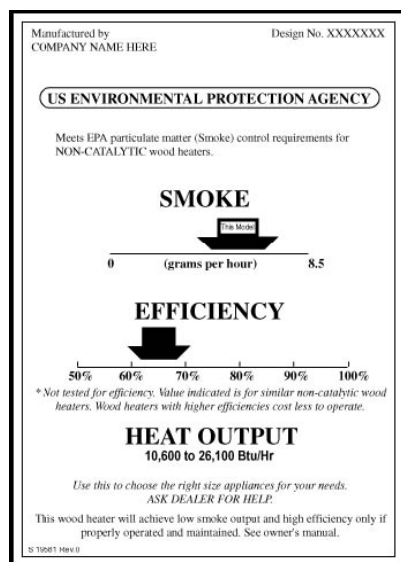 Manufactured by
COMPANY NAME HERE
Design No. XXXXXXX
US ENVIRONMENTAL PROTECTION AGENCY
Meets EPA particulate matter (Smoke) control requirements for
NON-CATALYTIC wood heaters.
SMOKE
This Model
0 (grams per hour) 8.5
EFFICIENCY
50% 60% 70% 80% 90% 100%
* Not tested for efficiency. Value indicated is for similar non-catalytic wood
heaters. Wood heaters with higher efficiencies cost less to operate.
HEAT OUTPUT
10,600 to 26,100 Btu/Hr
Use this to choose the right size appliances for your needs.
ASK DEALER FOR HELP.
This wood heater will achieve low smoke output and high efficiency only if
properly operated and maintained. See owner's manual.
S 19561 Rev.0